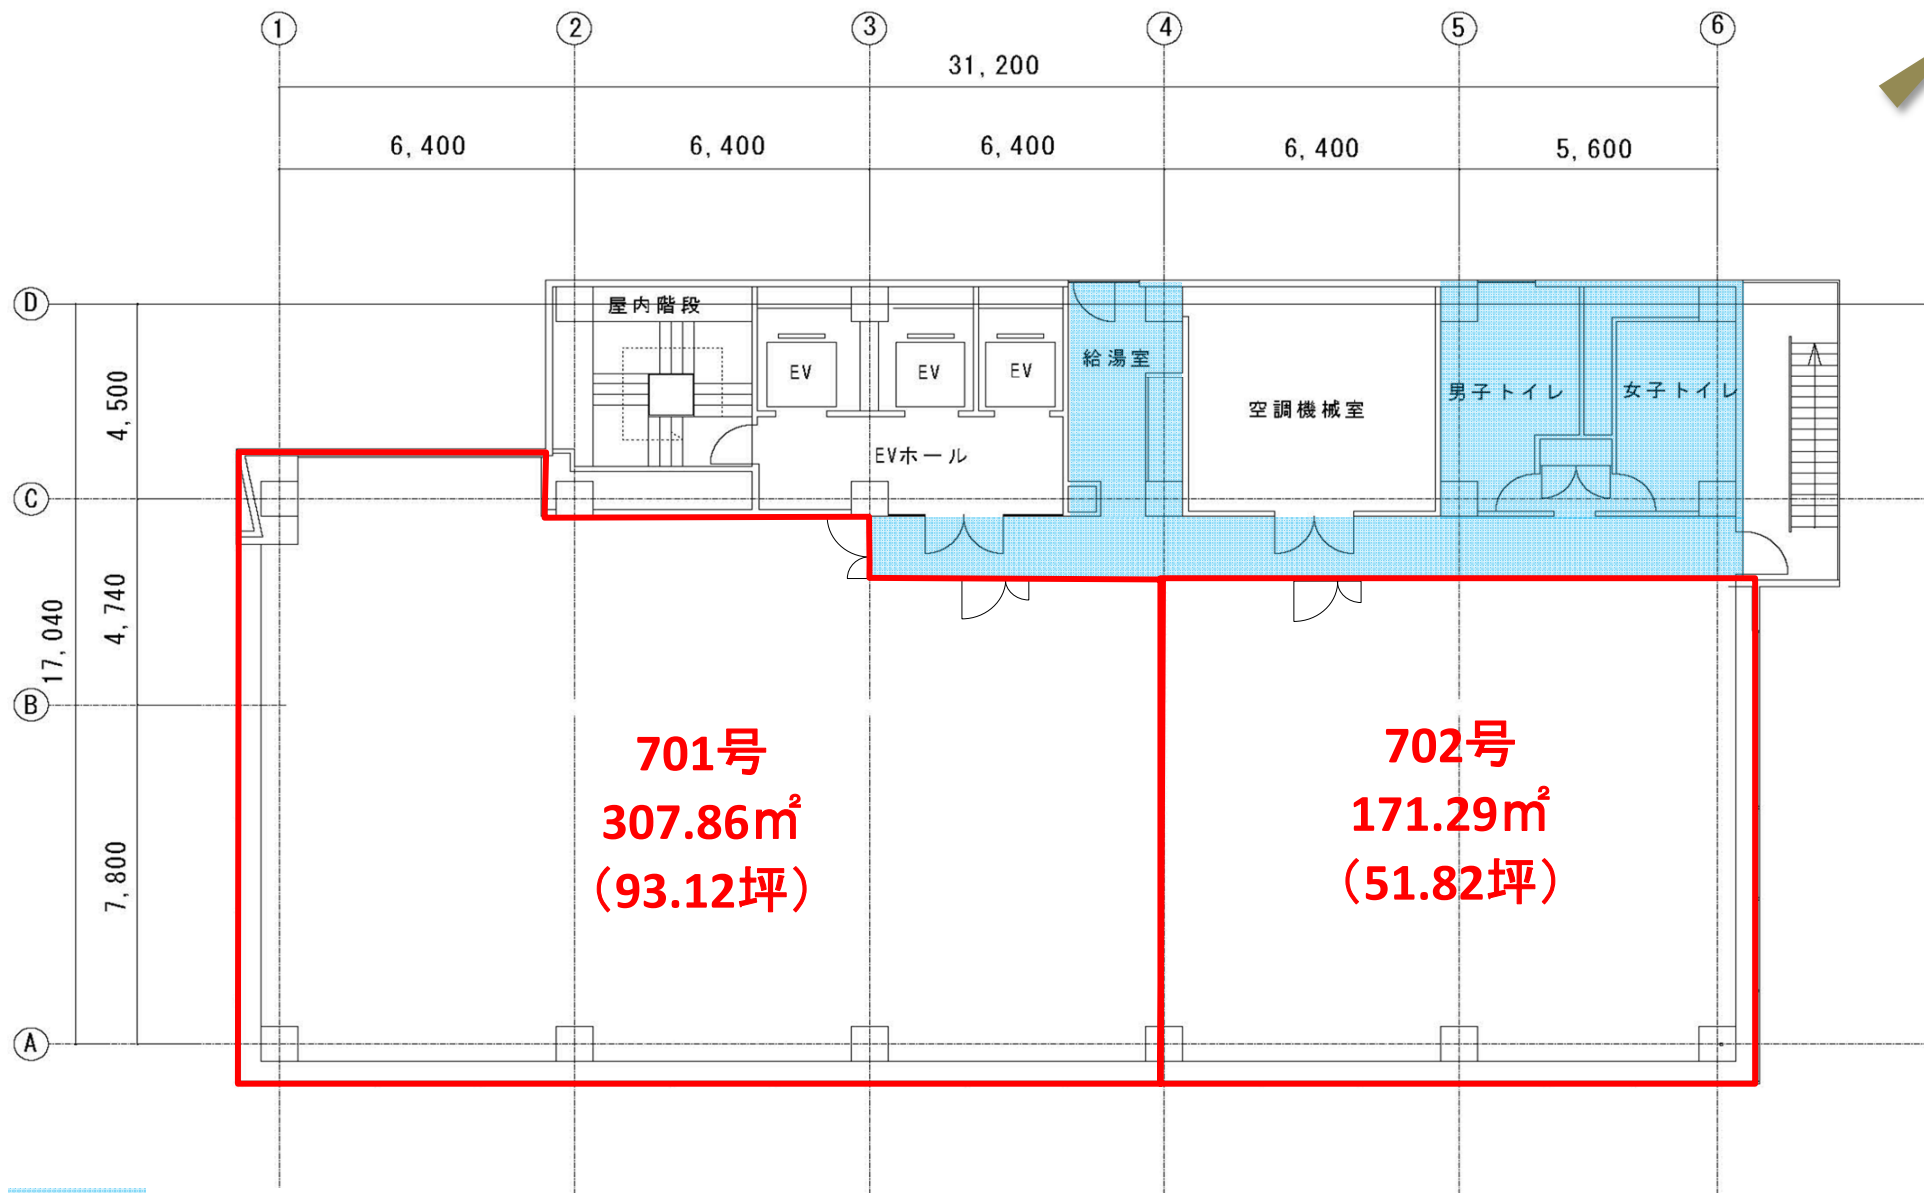 1 2 3 4 5 6
31,200
6,400 6,400 6,400 6,400 5,600
D
屋内階段
EV EV EV
給湯室
男子トイレ
女子トイレ
空調機械室
EVホール
4,500
C
4,740
17,040
B
701号
307.86㎡
(93.12坪)
702号
171.29㎡
(51.82坪)
7,800
A